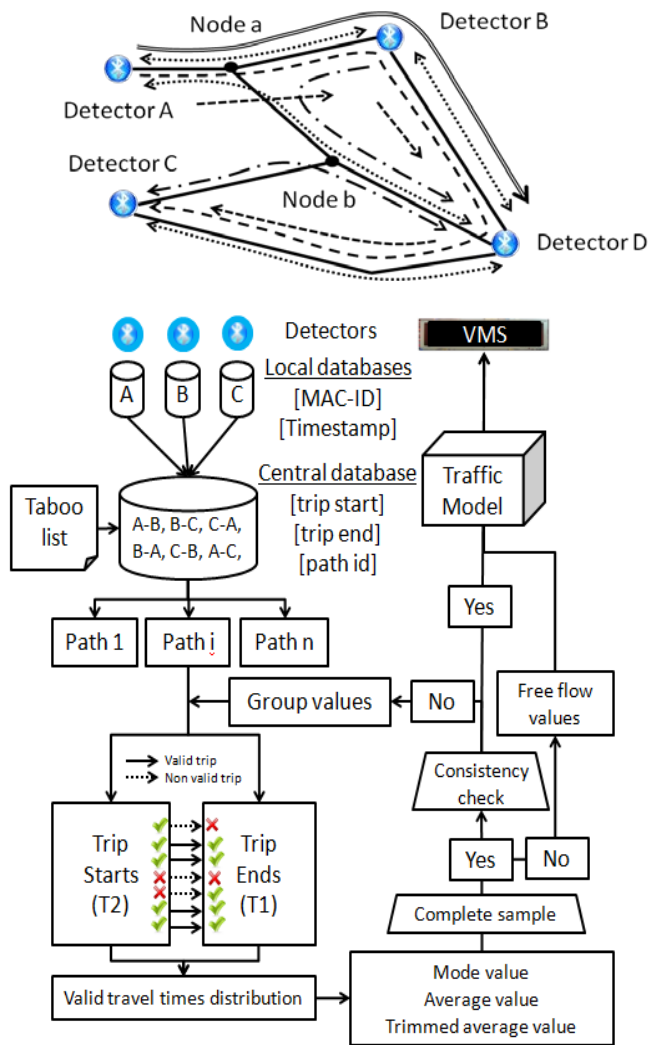 Node a
Detector B
Detector A
Detector C
Node b
Detector D
Detectors
VMS
Local databases
A
B
C
[MAC-ID]
[Timestamp]
Central database
Traffic
Model
Taboo
list
A-B, B-C, C-A,
B-A, C-B, A-C,
[trip start]
[trip end]
[path id]
Yes
Path 1
Path i
Path n
Group values
No
Free flow
values
Valid trip
Non valid trip
Consistency
check
Trip
Starts
(T2)
Trip
Ends
(T1)
Yes
No
Complete sample
Valid travel times distribution
Mode value
Average value
Trimmed average value